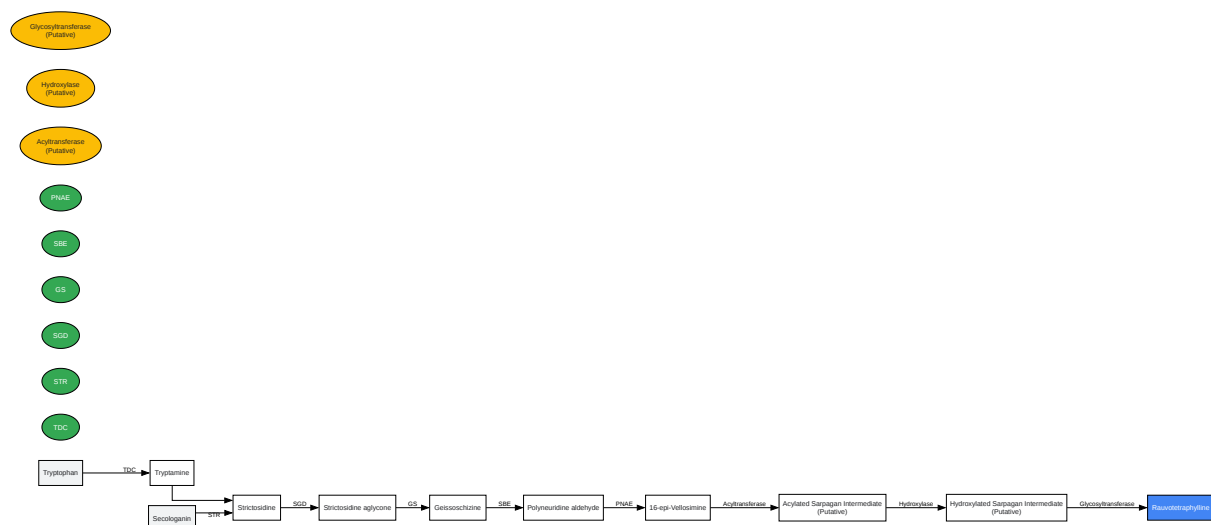 Glycosyltransferase
(Putative)
Hydroxylase
(Putative)
Acyltransferase
(Putative)
PNAE
SBE
GS
SGD
STR
TDC
Tryptophan
TDC
Tryptamine
Secologanin
STR
Strictosidine
SGD
Strictosidine aglycone
GS
Geissoschizine
SBE
Polyneuridine aldehyde
PNAE
16-epi-Vellosimine
Acyltransferase
Acylated Sarpagan Intermediate
(Putative)
Hydroxylase
Hydroxylated Sarpagan Intermediate
(Putative)
Glycosyltransferase
Rauvotetraphylline